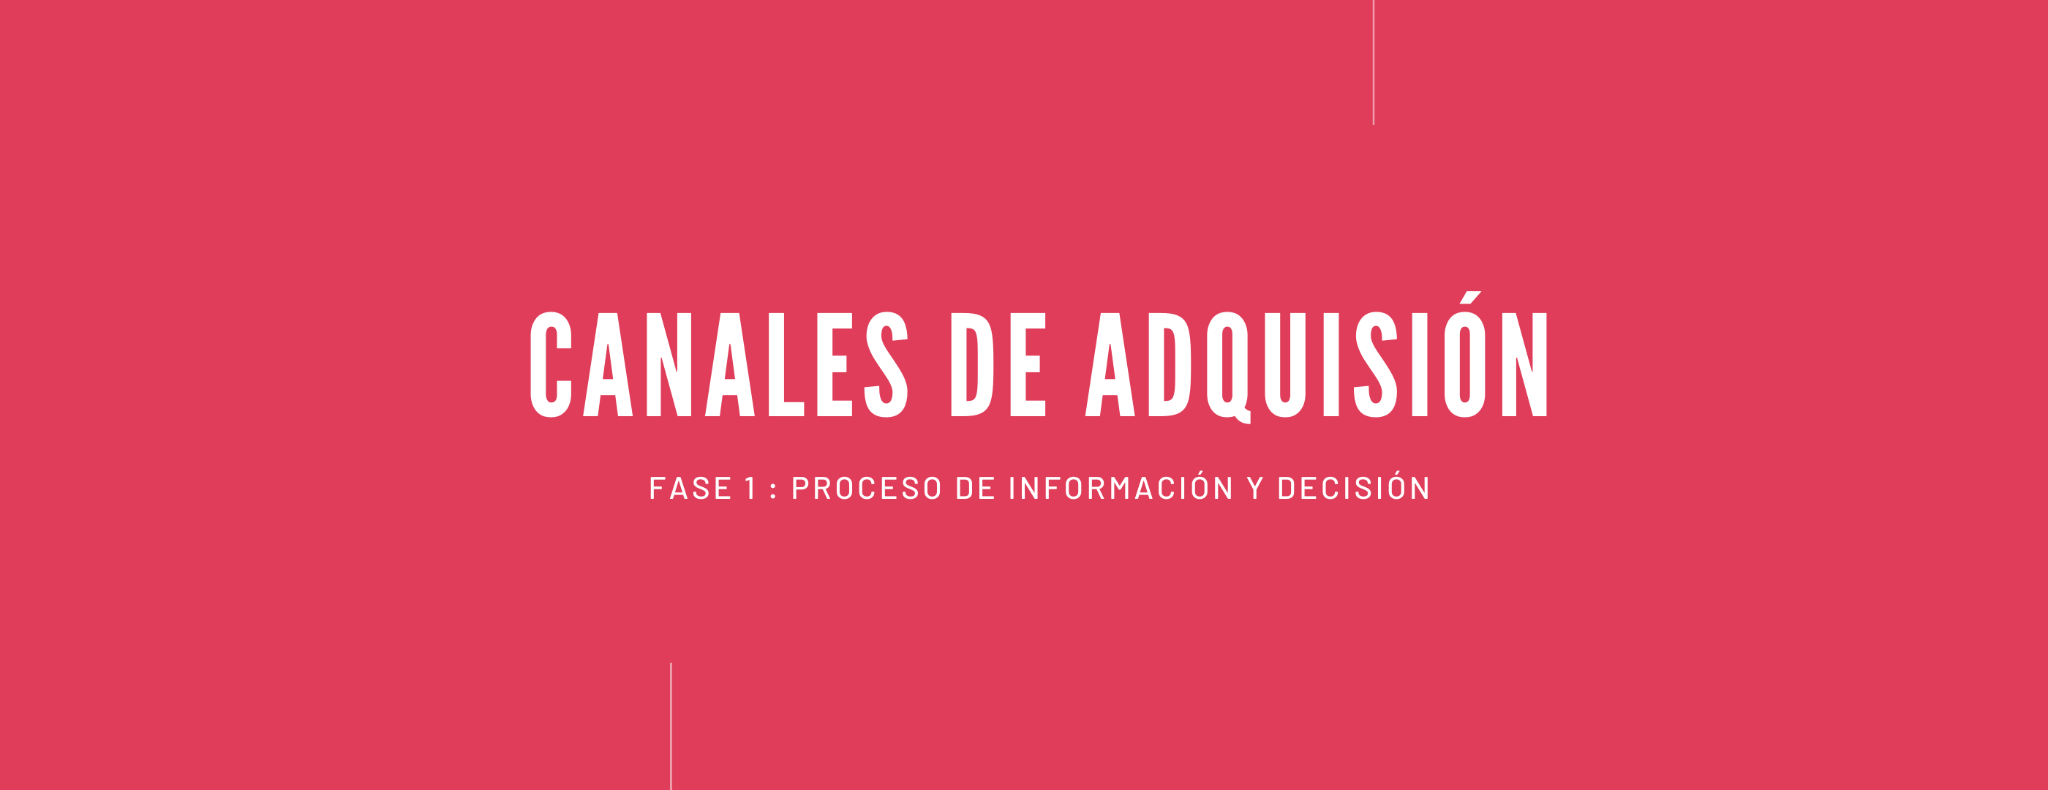 CANALES DE ADQUISIÓN
FASE 1 : PROCESO DE INFORMACIÓN Y DECISIÓN